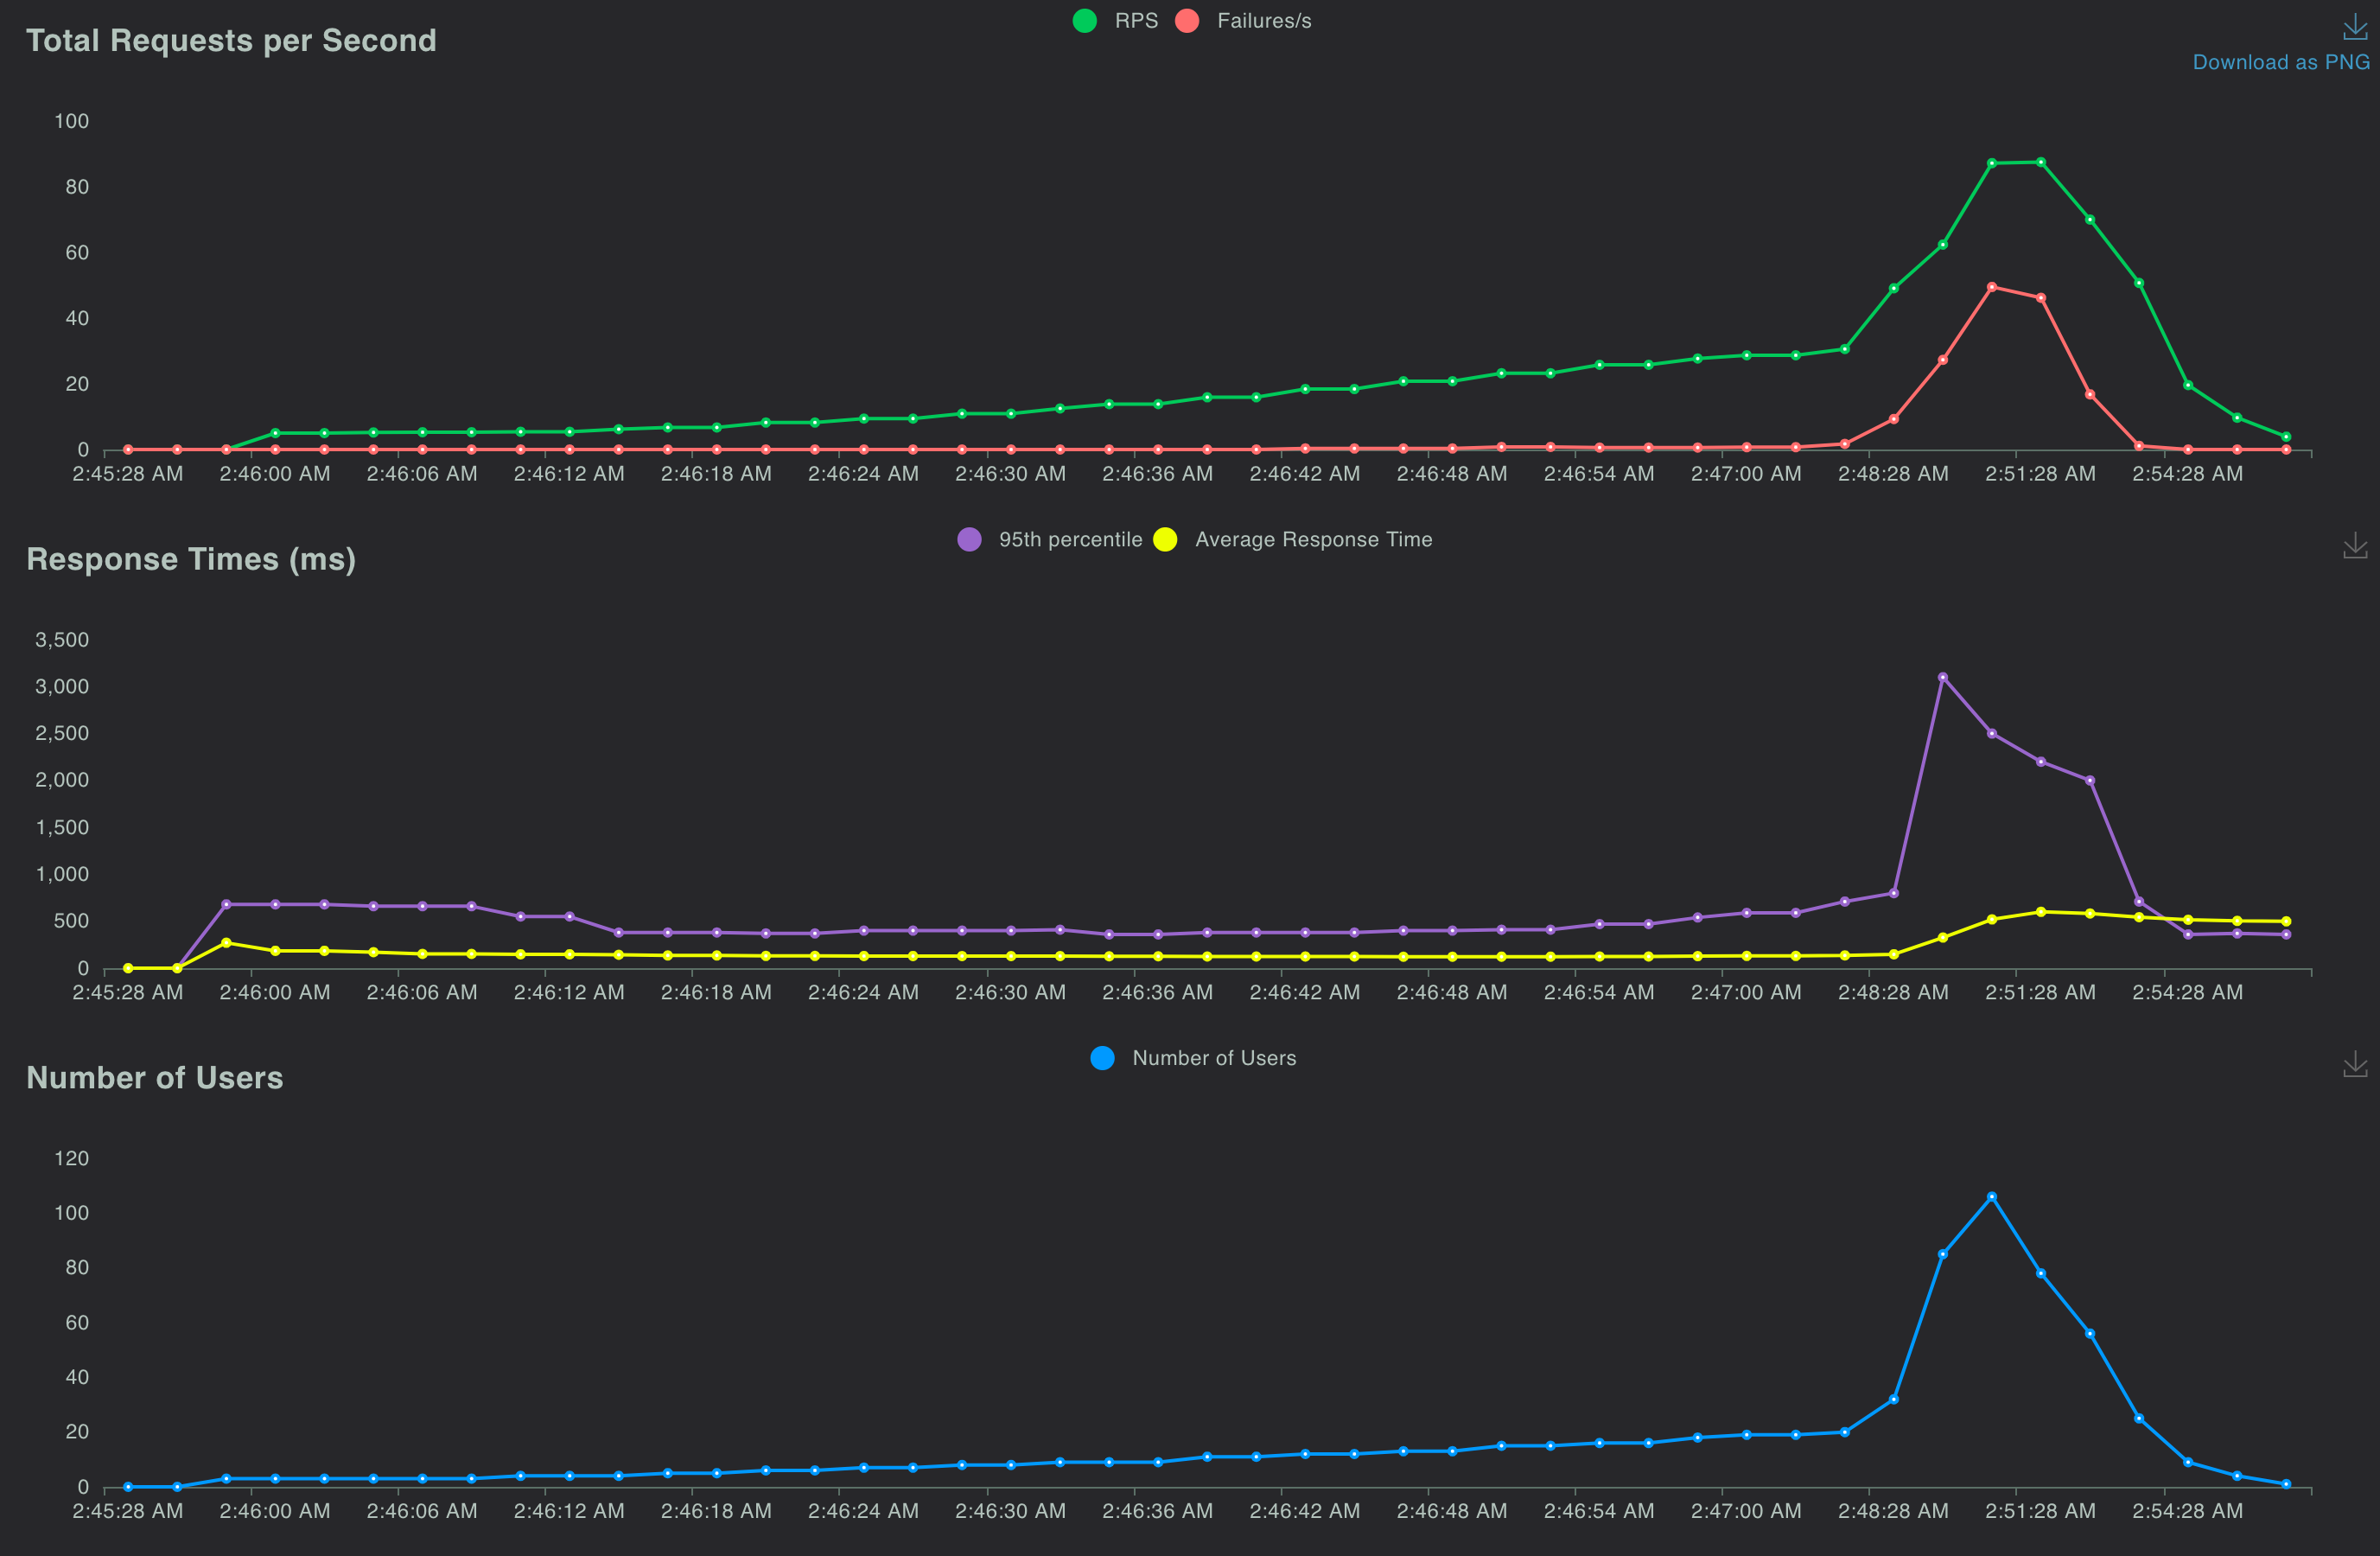 Total Requests per Second
RPS Failures/s
Download as PNG
100
80
60
40
20
0
2:45:28 AM 2:46:00 AM 2:46:06 AM 2:46:12 AM 2:46:18 AM 2:46:24 AM 2:46:30 AM 2:46:36 AM 2:46:42 AM 2:46:48 AM 2:46:54 AM 2:47:00 AM 2:48:28 AM 2:51:28 AM 2:54:28 AM
Response Times (ms)
95th percentile Average Response Time
3,500
3,000
2,500
2,000
1,500
1,000
500
0
2:45:28 AM 2:46:00 AM 2:46:06 AM 2:46:12 AM 2:46:18 AM 2:46:24 AM 2:46:30 AM 2:46:36 AM 2:46:42 AM 2:46:48 AM 2:46:54 AM 2:47:00 AM 2:48:28 AM 2:51:28 AM 2:54:28 AM
Number of Users
Number of Users
120
100
80
60
40
20
0
2:45:28 AM 2:46:00 AM 2:46:06 AM 2:46:12 AM 2:46:18 AM 2:46:24 AM 2:46:30 AM 2:46:36 AM 2:46:42 AM 2:46:48 AM 2:46:54 AM 2:47:00 AM 2:48:28 AM 2:51:28 AM 2:54:28 AM